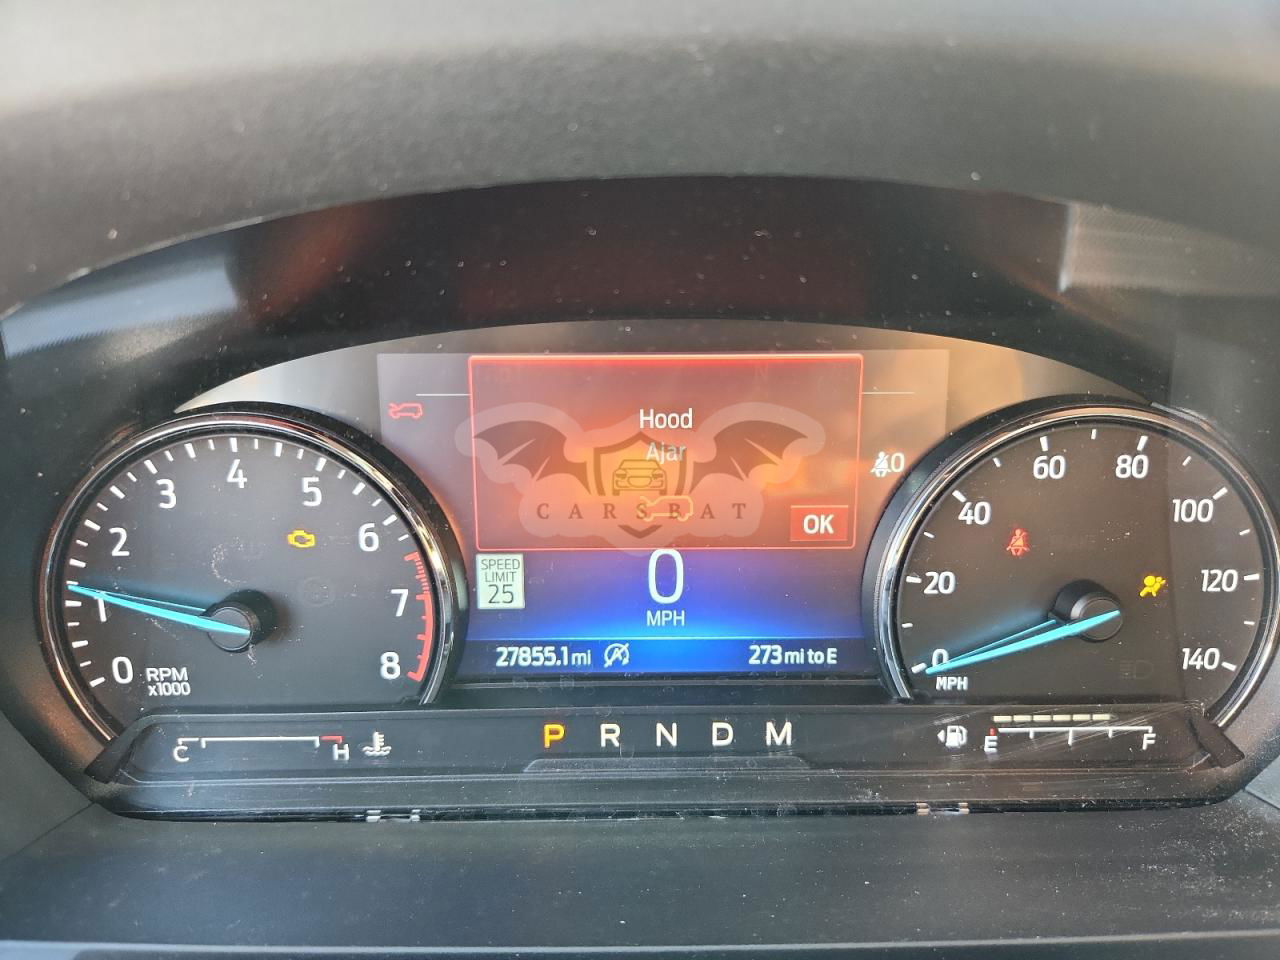 Hood
Ajar
CARSBAT
OK
0
SPEED
LIMIT
25
0
MPH
27855.1 mi
273 mi to E
0
1
2
3
4
5
6
7
8
RPM
x1000
0
20
40
60
80
100
120
140
MPH
C
H
P R N D M
E
F